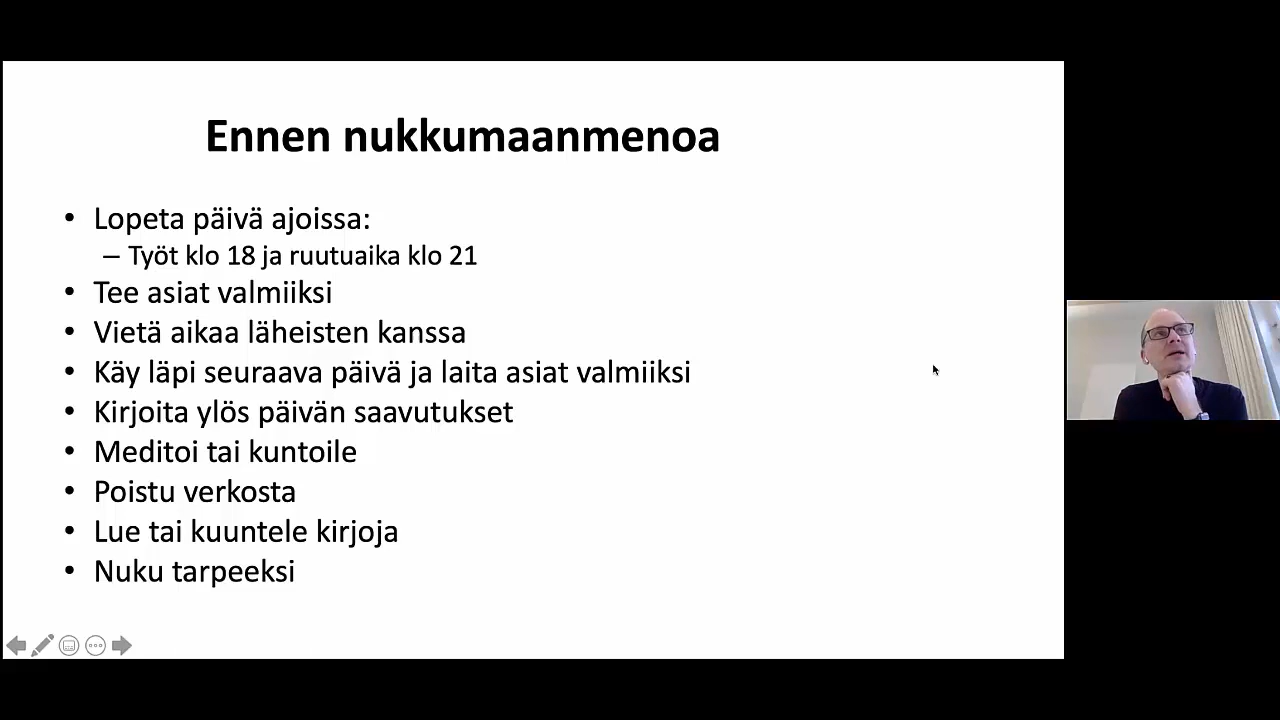 Ennen nukkumaanmenoa
• Lopeta päivä ajoissa:
– Työt klo 18 ja ruutuaika klo 21
• Tee asiat valmiiksi
• Vietä aikaa läheisten kanssa
• Käy läpi seuraava päivä ja laita asiat valmiiksi
• Kirjoita ylös päivän saavutukset
• Meditoi tai kuntoile
• Poistu verkosta
• Lue tai kuuntele kirjoja
• Nuku tarpeeksi